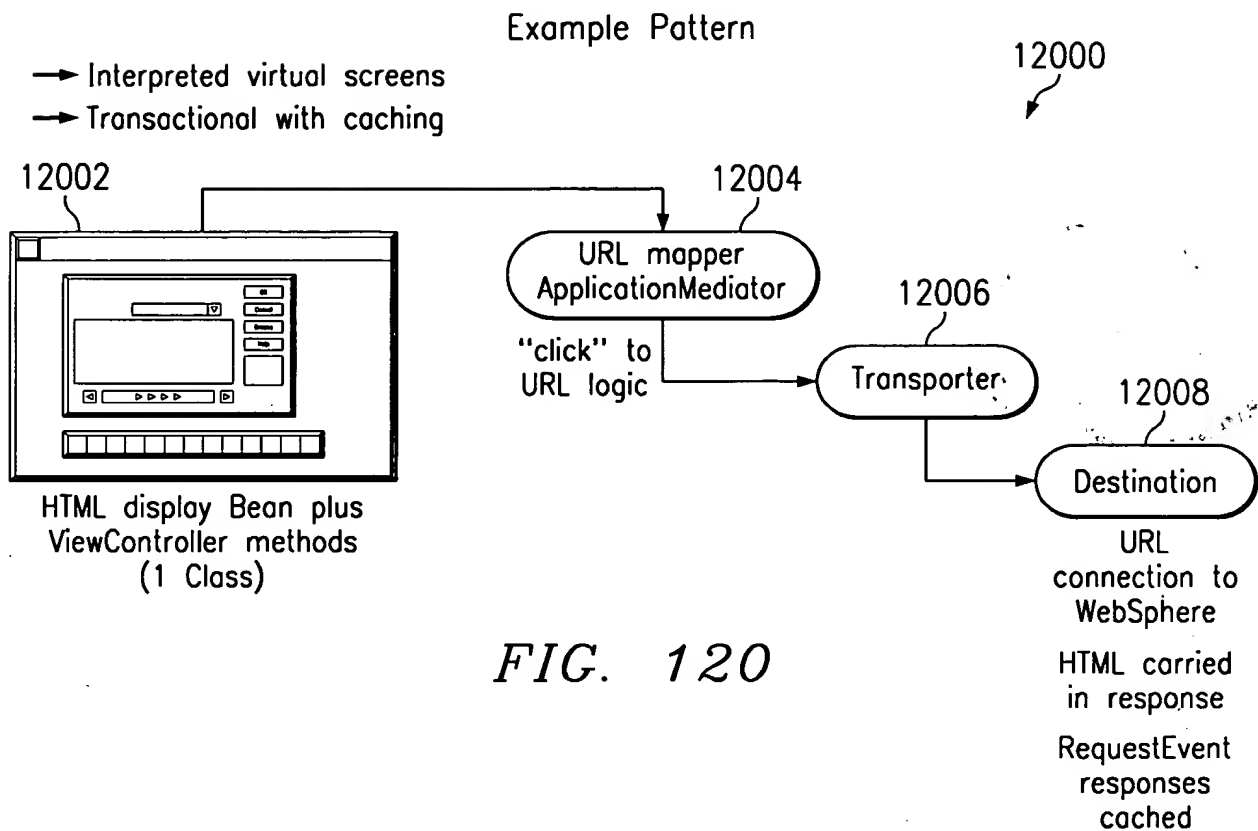 Example Pattern
12000
→ Interpreted virtual screens
→ Transactional with caching
12002
12004
URL mapper
ApplicationMediator
12006
"click" to
URL logic
Transporter
12008
Destination
HTML display Bean plus
ViewController methods
(1 Class)
URL
connection to
WebSphere
HTML carried
in response
RequestEvent
responses
cached
FIG. 120